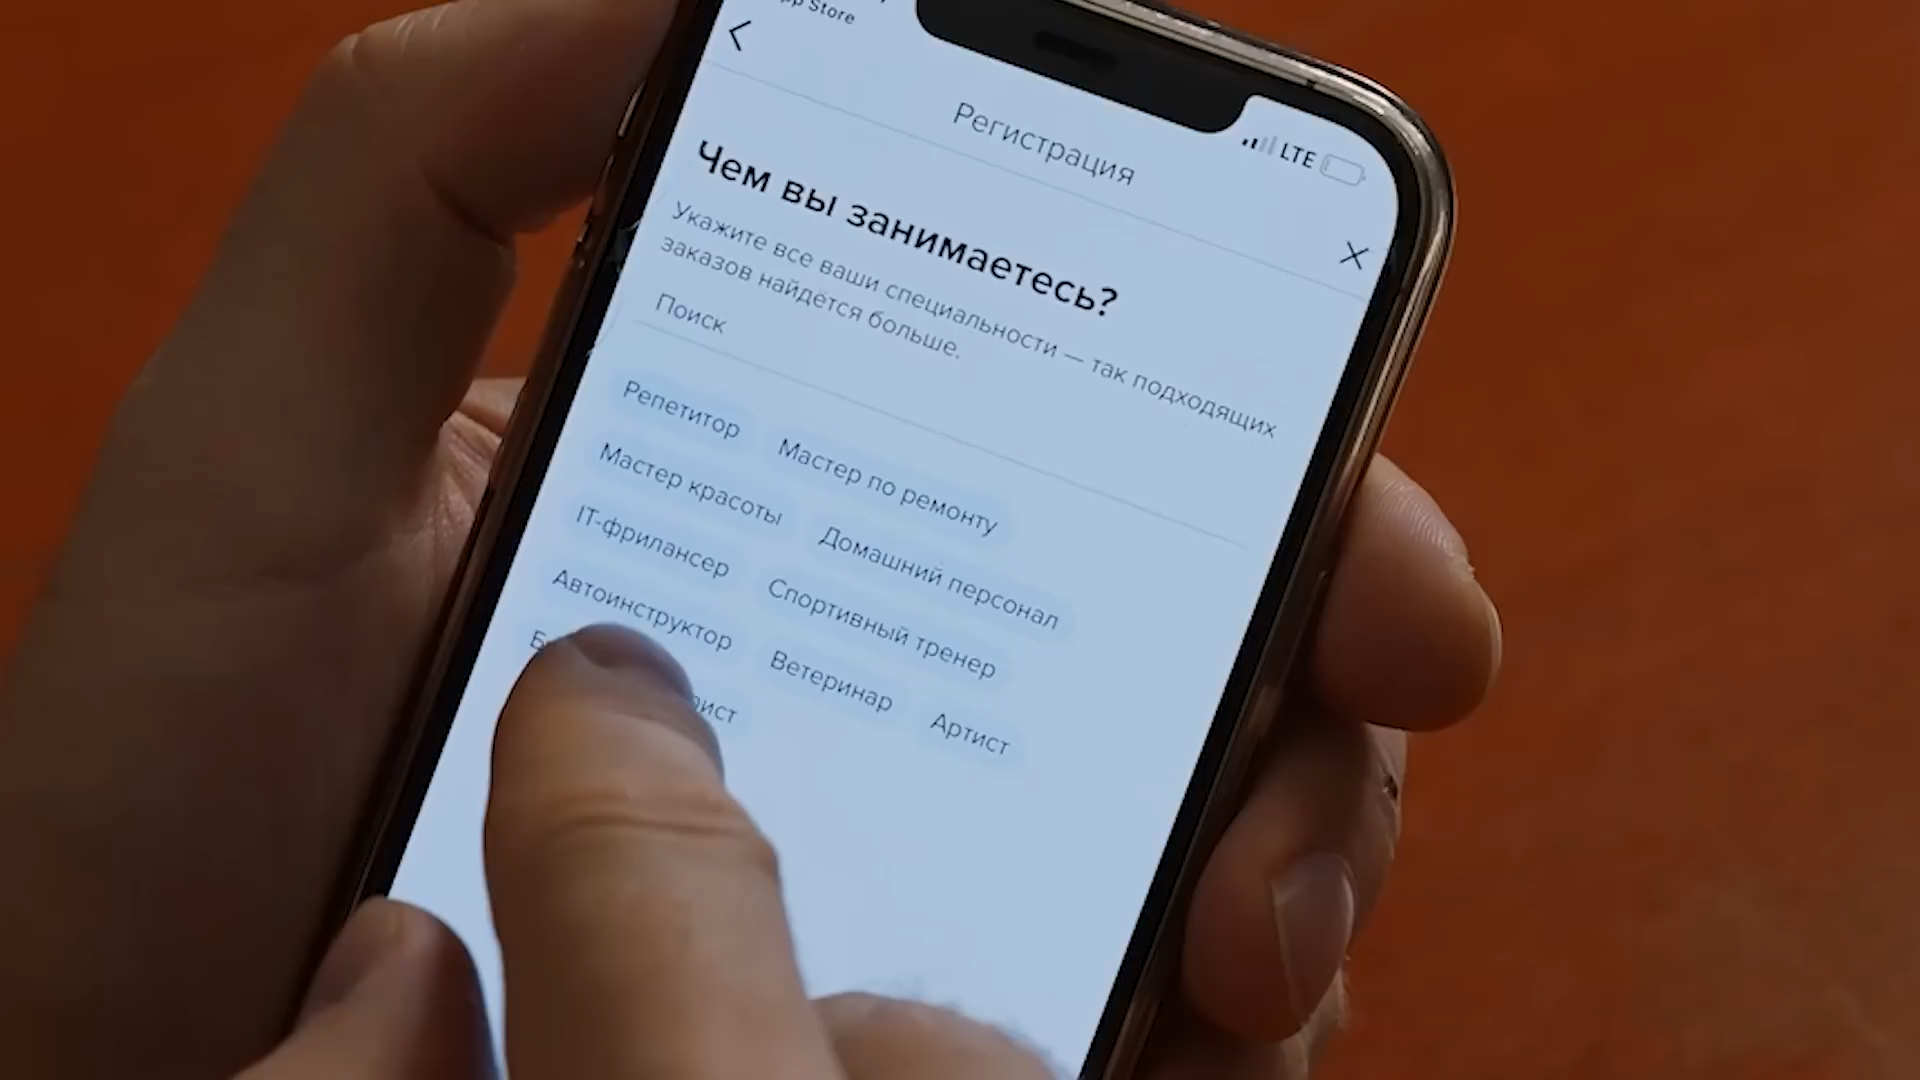 App Store
LTE
Регистрация
Чем вы занимаетесь?
Укажите все ваши специальности — так подходящих
заказов найдётся больше.
Поиск
Репетитор Мастер по ремонту
Мастер красоты Домашний персонал
IT-фрилансер Спортивный тренер
Автоинструктор Ветеринар Артист